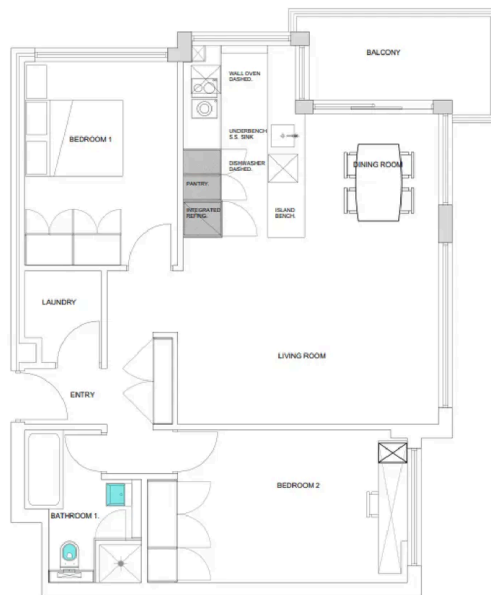 BALCONY
WALL OVEN
DASHED.
BEDROOM 1
UNDERBENCH
S.S. SINK
DISHWASHER
DASHED.
DINING ROOM
PANTRY.
INTEGRATED
REFRIG.
ISLAND
BENCH.
LAUNDRY
LIVING ROOM
ENTRY
BEDROOM 2
BATHROOM 1.